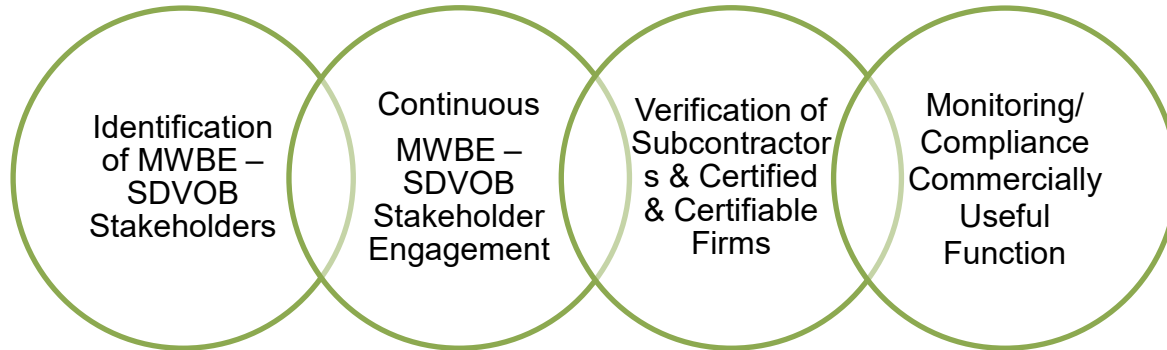 Identification
of MWBE –
SDVOB
Stakeholders
Continuous
MWBE –
SDVOB
Stakeholder
Engagement
Verification of
Subcontractor
s & Certified
& Certifiable
Firms
Monitoring/
Compliance
Commercially
Useful
Function